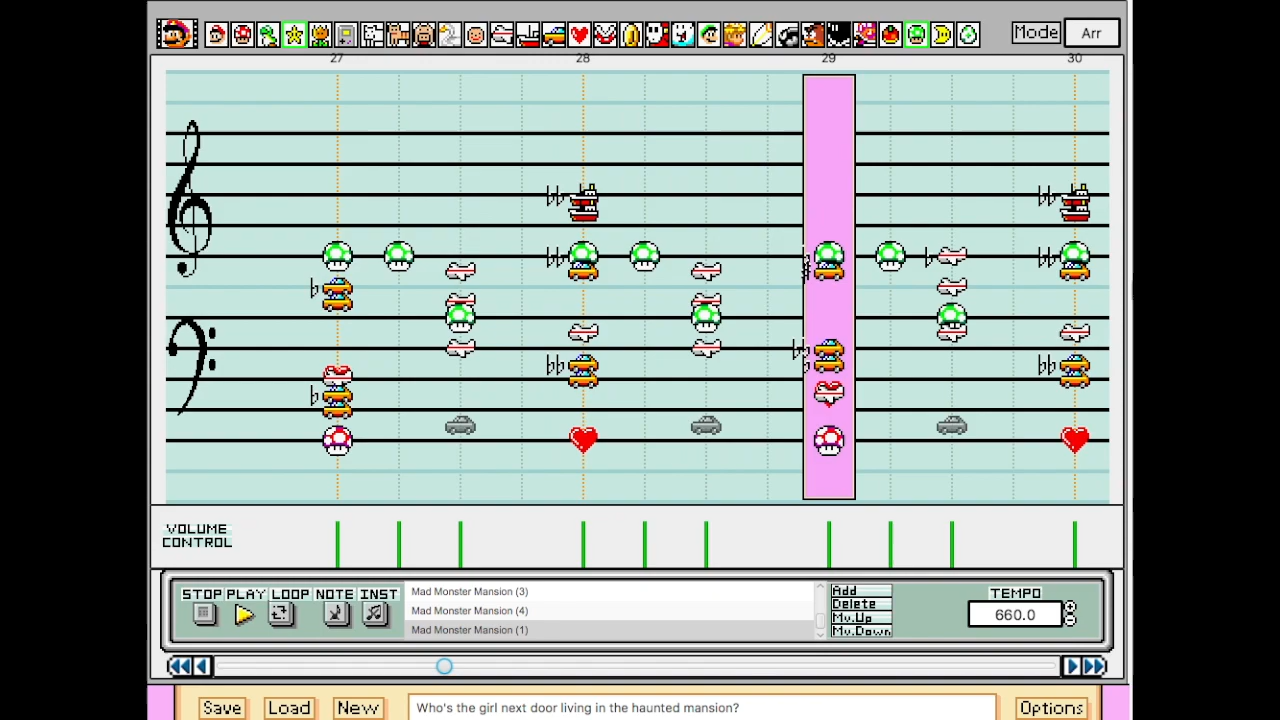 Mode Arr
27 28 29 30
VOLUME
CONTROL
STOP PLAY LOOP NOTE INST
Mad Monster Mansion (3)
Mad Monster Mansion (4)
Mad Monster Mansion (1)
Add
Delete
Mv.Up
Mv.Down
TEMPO
660.0
Save Load New Who's the girl next door living in the haunted mansion? Options